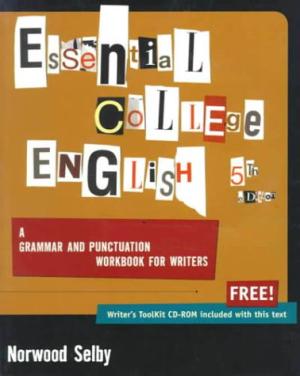 Essential
College
English 5th
Edition
A
GRAMMAR AND PUNCTUATION
WORKBOOK FOR WRITERS
FREE!
Writer's ToolKit CD-ROM included with this text
Norwood Selby